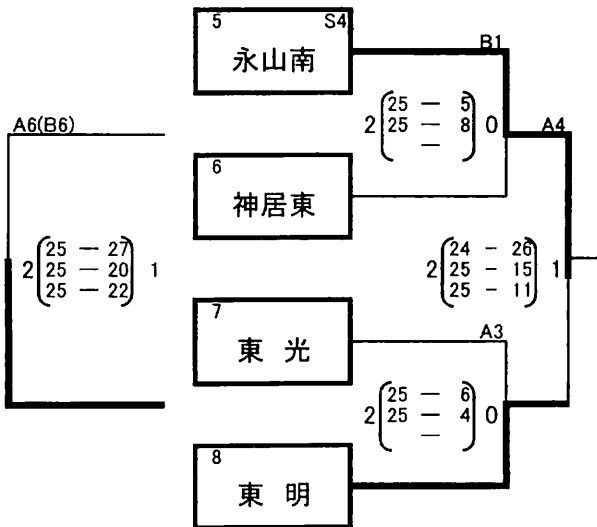 5 S4
永山南
B1
2 25 — 5 0
25 — 8
—
A6(B6)
A4
6
神居東
2 25 — 27 1
25 — 20
25 — 22
2 24 - 26 1
25 - 15
25 - 11
7
東 光
A3
2 25 — 6 0
25 — 4
—
8
東 明